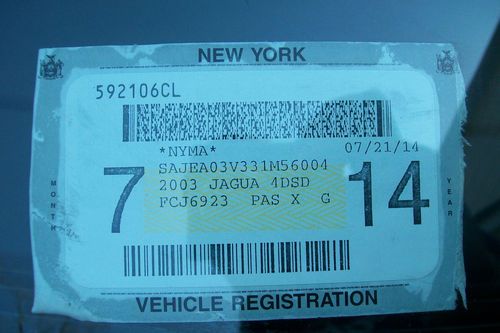 NEW YORK
592106CL
*NYMA* 07/21/14
SAJEA03V331M56004
2003 JAGUA 4DSD
FCJ6923 PAS X G
7 14
MONTH
YEAR
VEHICLE REGISTRATION